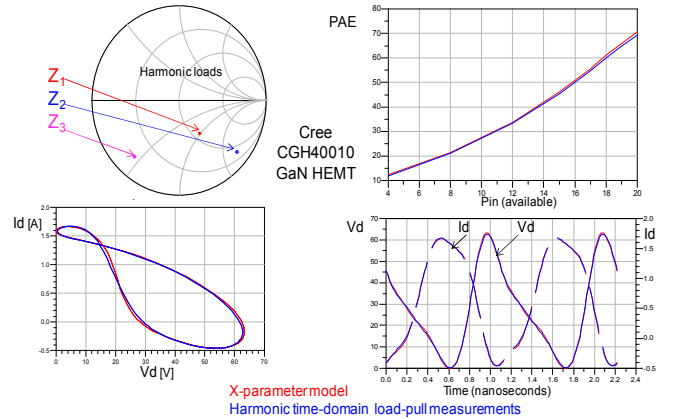 Harmonic loads
Z1
Z2
Z3
Cree
CGH40010
GaN HEMT
PAE
80
70
60
50
40
30
20
10
4 6 8 10 12 14 16 18 20
Pin (available)
Id [A]
2.0
1.5
1.0
0.5
0.0
-0.5
0 10 20 30 40 50 60 70
Vd [V]
Vd
70
60
50
40
30
20
10
0
Id
Vd
2.0
Id
1.5
1.0
0.5
-0.0
-0.5
0.0 0.2 0.4 0.6 0.8 1.0 1.2 1.4 1.6 1.8 2.0 2.2 2.4
Time (nanoseconds)
X-parameter model
Harmonic time-domain load-pull measurements